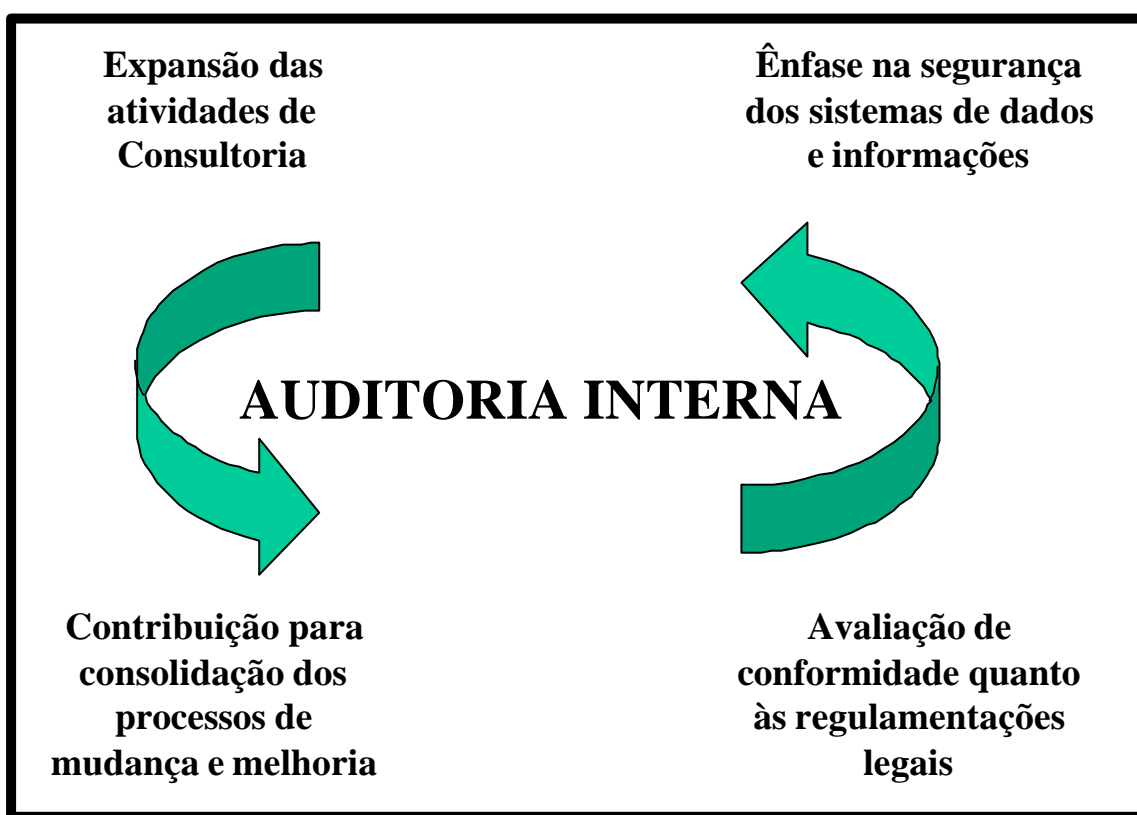 Expansão das
atividades de
Consultoria
Ênfase na segurança
dos sistemas de dados
e informações
AUDITORIA INTERNA
Contribuição para
consolidação dos
processos de
mudança e melhoria
Avaliação de
conformidade quanto
às regulamentações
legais